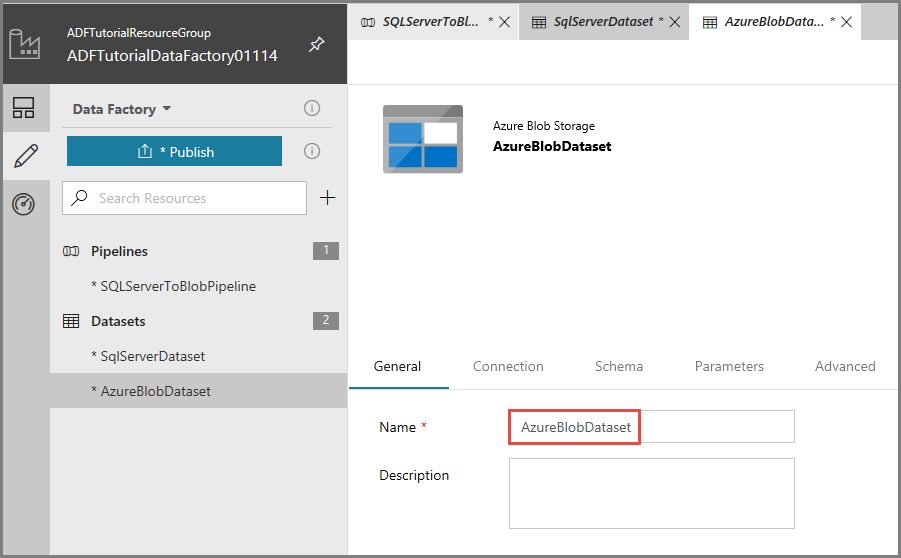 ADFTutorialResourceGroup
ADFTutorialDataFactory01114
SQLServerToBl... *
SqlServerDataset *
AzureBlobData... *
Data Factory
* Publish
Search Resources
Pipelines 1
* SQLServerToBlobPipeline
Datasets 2
* SqlServerDataset
* AzureBlobDataset
Azure Blob Storage
AzureBlobDataset
General Connection Schema Parameters Advanced
Name * AzureBlobDataset
Description